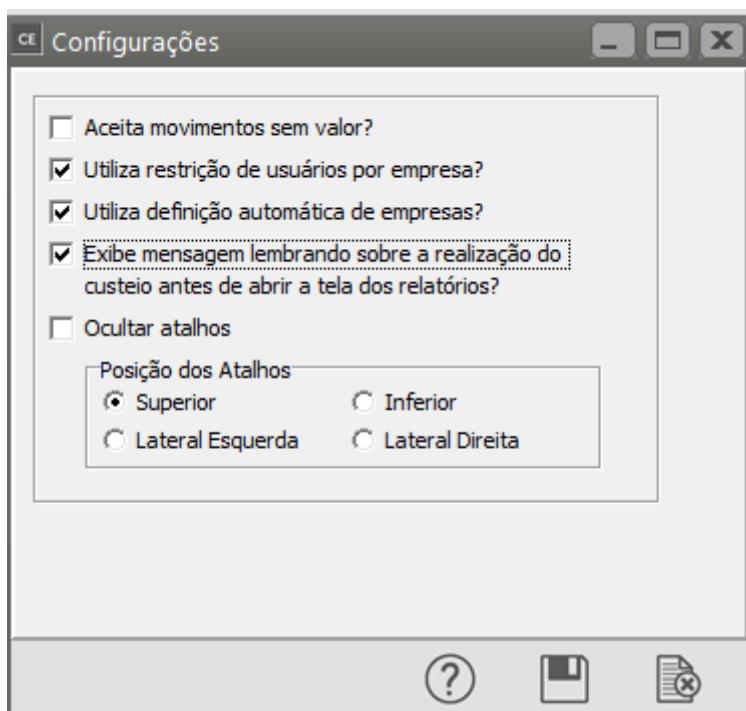 CE Configurações
Aceita movimentos sem valor?
Utiliza restrição de usuários por empresa?
Utiliza definição automática de empresas?
Exibe mensagem lembrando sobre a realização do
custeio antes de abrir a tela dos relatórios?
Ocultar atalhos
Posição dos Atalhos
Superior Inferior
Lateral Esquerda Lateral Direita
?